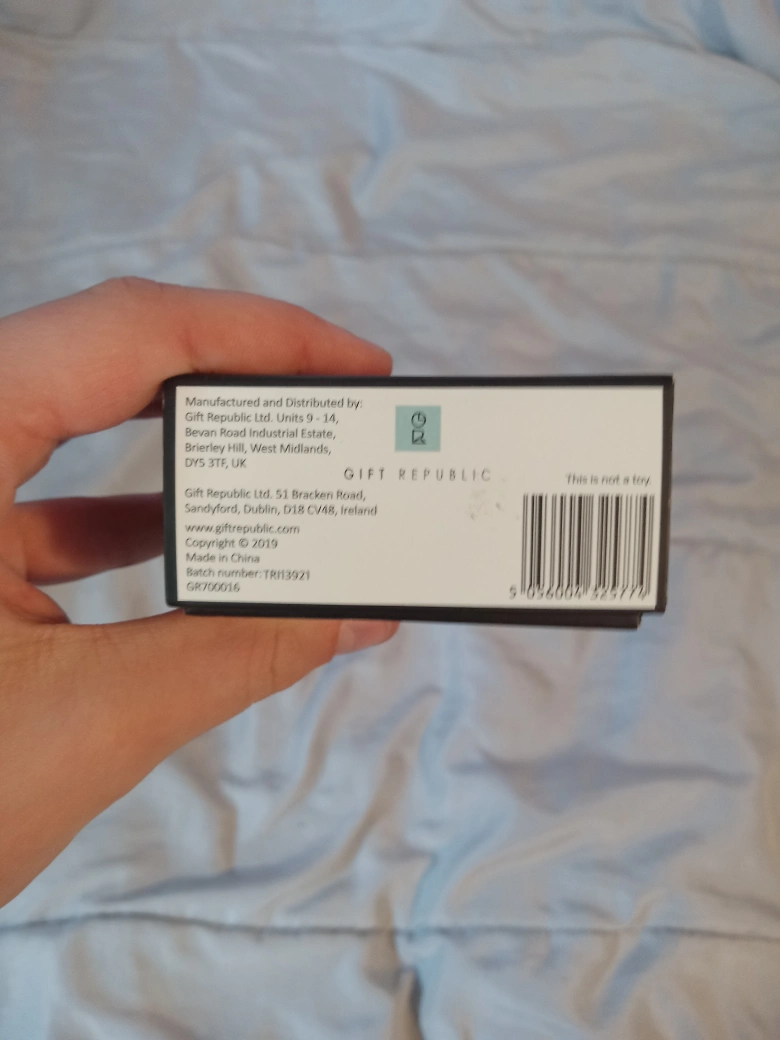 Manufactured and Distributed by:
Gift Republic Ltd. Units 9 - 14,
Bevan Road Industrial Estate,
Brierley Hill, West Midlands,
DY5 3TF, UK
Gift Republic Ltd. 51 Bracken Road,
Sandyford, Dublin, D18 CV48, Ireland
www.giftrepublic.com
Copyright © 2019
Made in China
Batch number: TRI13921
GR700016
GR
GIFT REPUBLIC
This is not a toy.
5 056004 325774